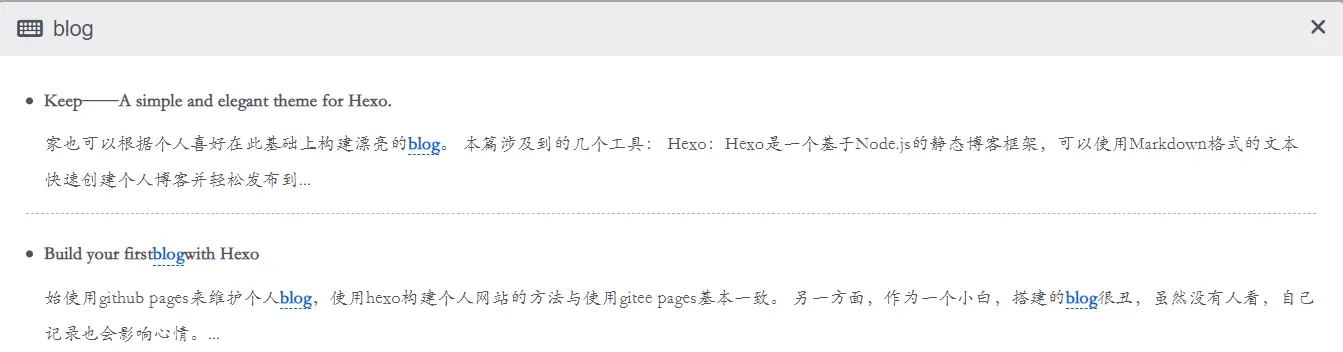 blog
Keep——A simple and elegant theme for Hexo.
家也可以根据个人喜好在此基础上构建漂亮的blog。 本篇涉及到的几个工具： Hexo：Hexo是一个基于Node.js的静态博客框架，可以使用Markdown格式的文本
快速创建个人博客并轻松发布到...
Build your firstblogwith Hexo
始使用github pages来维护个人blog，使用hexo构建个人网站的方法与使用gitee pages基本一致。 另一方面，作为一个小白，搭建的blog很丑，虽然没有人看，自己
记录也会影响心情。...